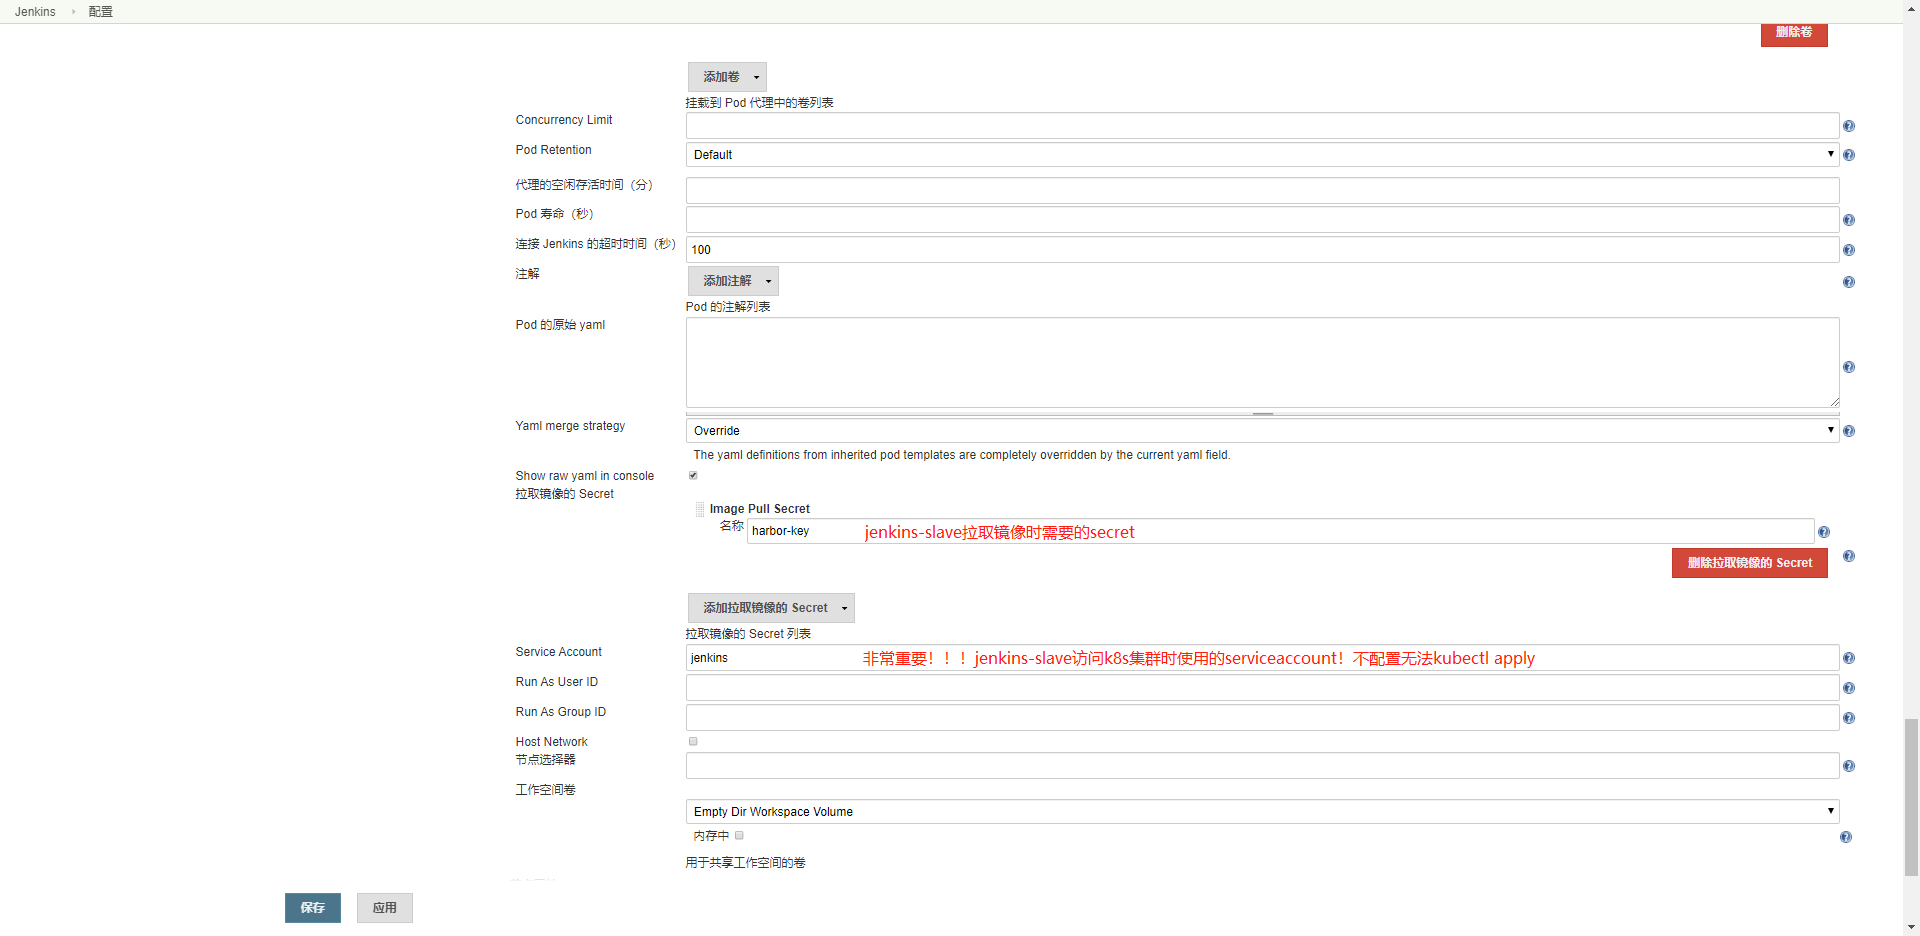 Jenkins 配置
删除卷
添加卷
挂载到 Pod 代理中的卷列表
Concurrency Limit
Pod Retention Default
代理的空闲存活时间（分）
Pod 寿命（秒）
连接 Jenkins 的超时时间（秒） 100
注解 添加注解
Pod 的注解列表
Pod 的原始 yaml
Yaml merge strategy Override
The yaml definitions from inherited pod templates are completely overridden by the current yaml field.
Show raw yaml in console
拉取镜像的 Secret
Image Pull Secret
名称 harbor-key jenkins-slave拉取镜像时需要的secret
删除拉取镜像的 Secret
添加拉取镜像的 Secret
拉取镜像的 Secret 列表
Service Account jenkins 非常重要！！！jenkins-slave访问k8s集群时使用的serviceaccount！不配置无法kubectl apply
Run As User ID
Run As Group ID
Host Network
节点选择器
工作空间卷
Empty Dir Workspace Volume
内存中
用于共享工作空间的卷
保存 应用